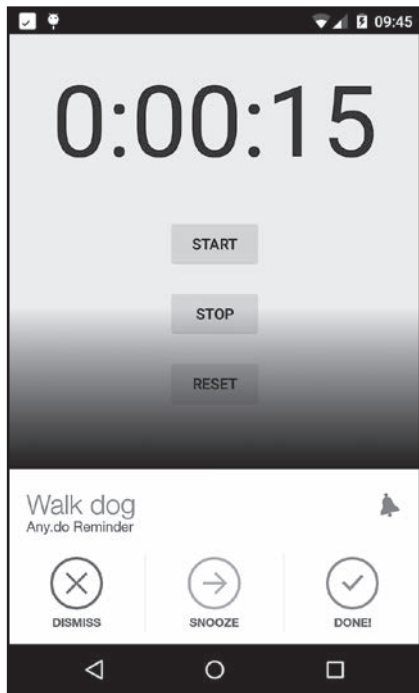 09:45
0:00:15
START
STOP
RESET
Walk dog
Any.do Reminder
DISMISS SNOOZE DONE!